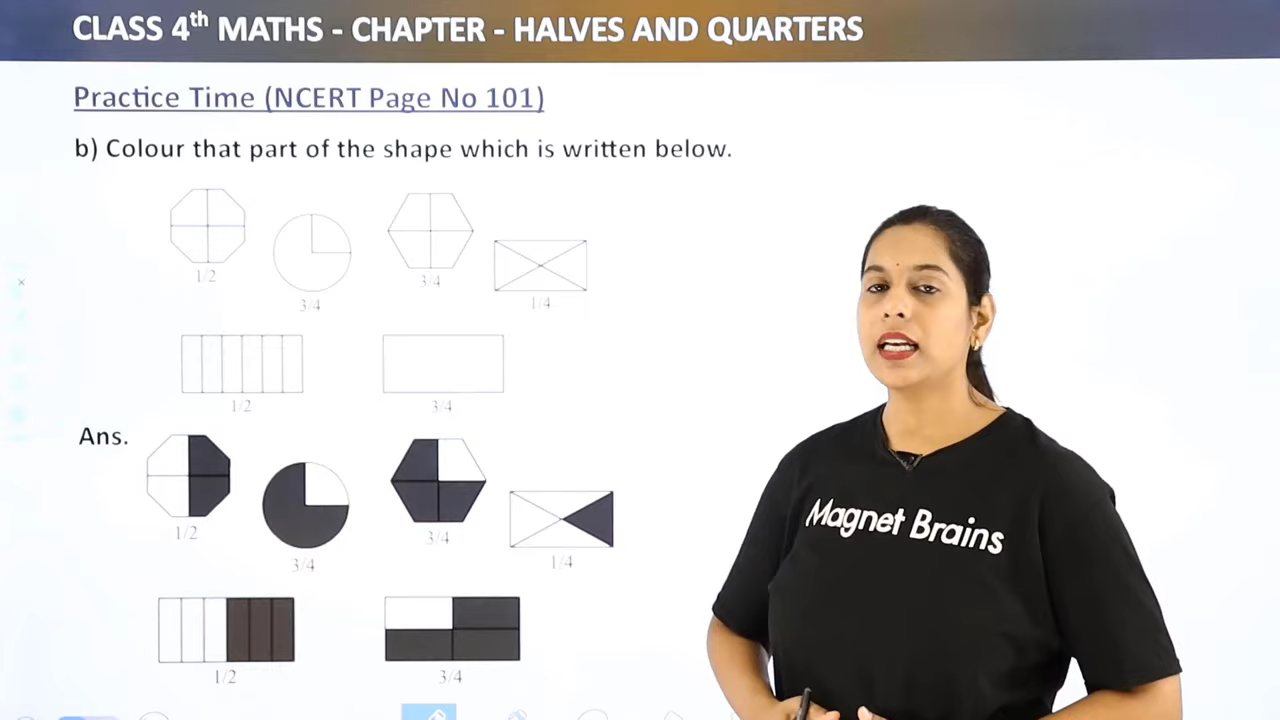 CLASS 4th MATHS - CHAPTER - HALVES AND QUARTERS
Practice Time (NCERT Page No 101)
b) Colour that part of the shape which is written below.
1/2
3/4
3/4
1/4
1/2
3/4
Ans.
1/2
3/4
3/4
1/4
1/2
3/4
Magnet Brains